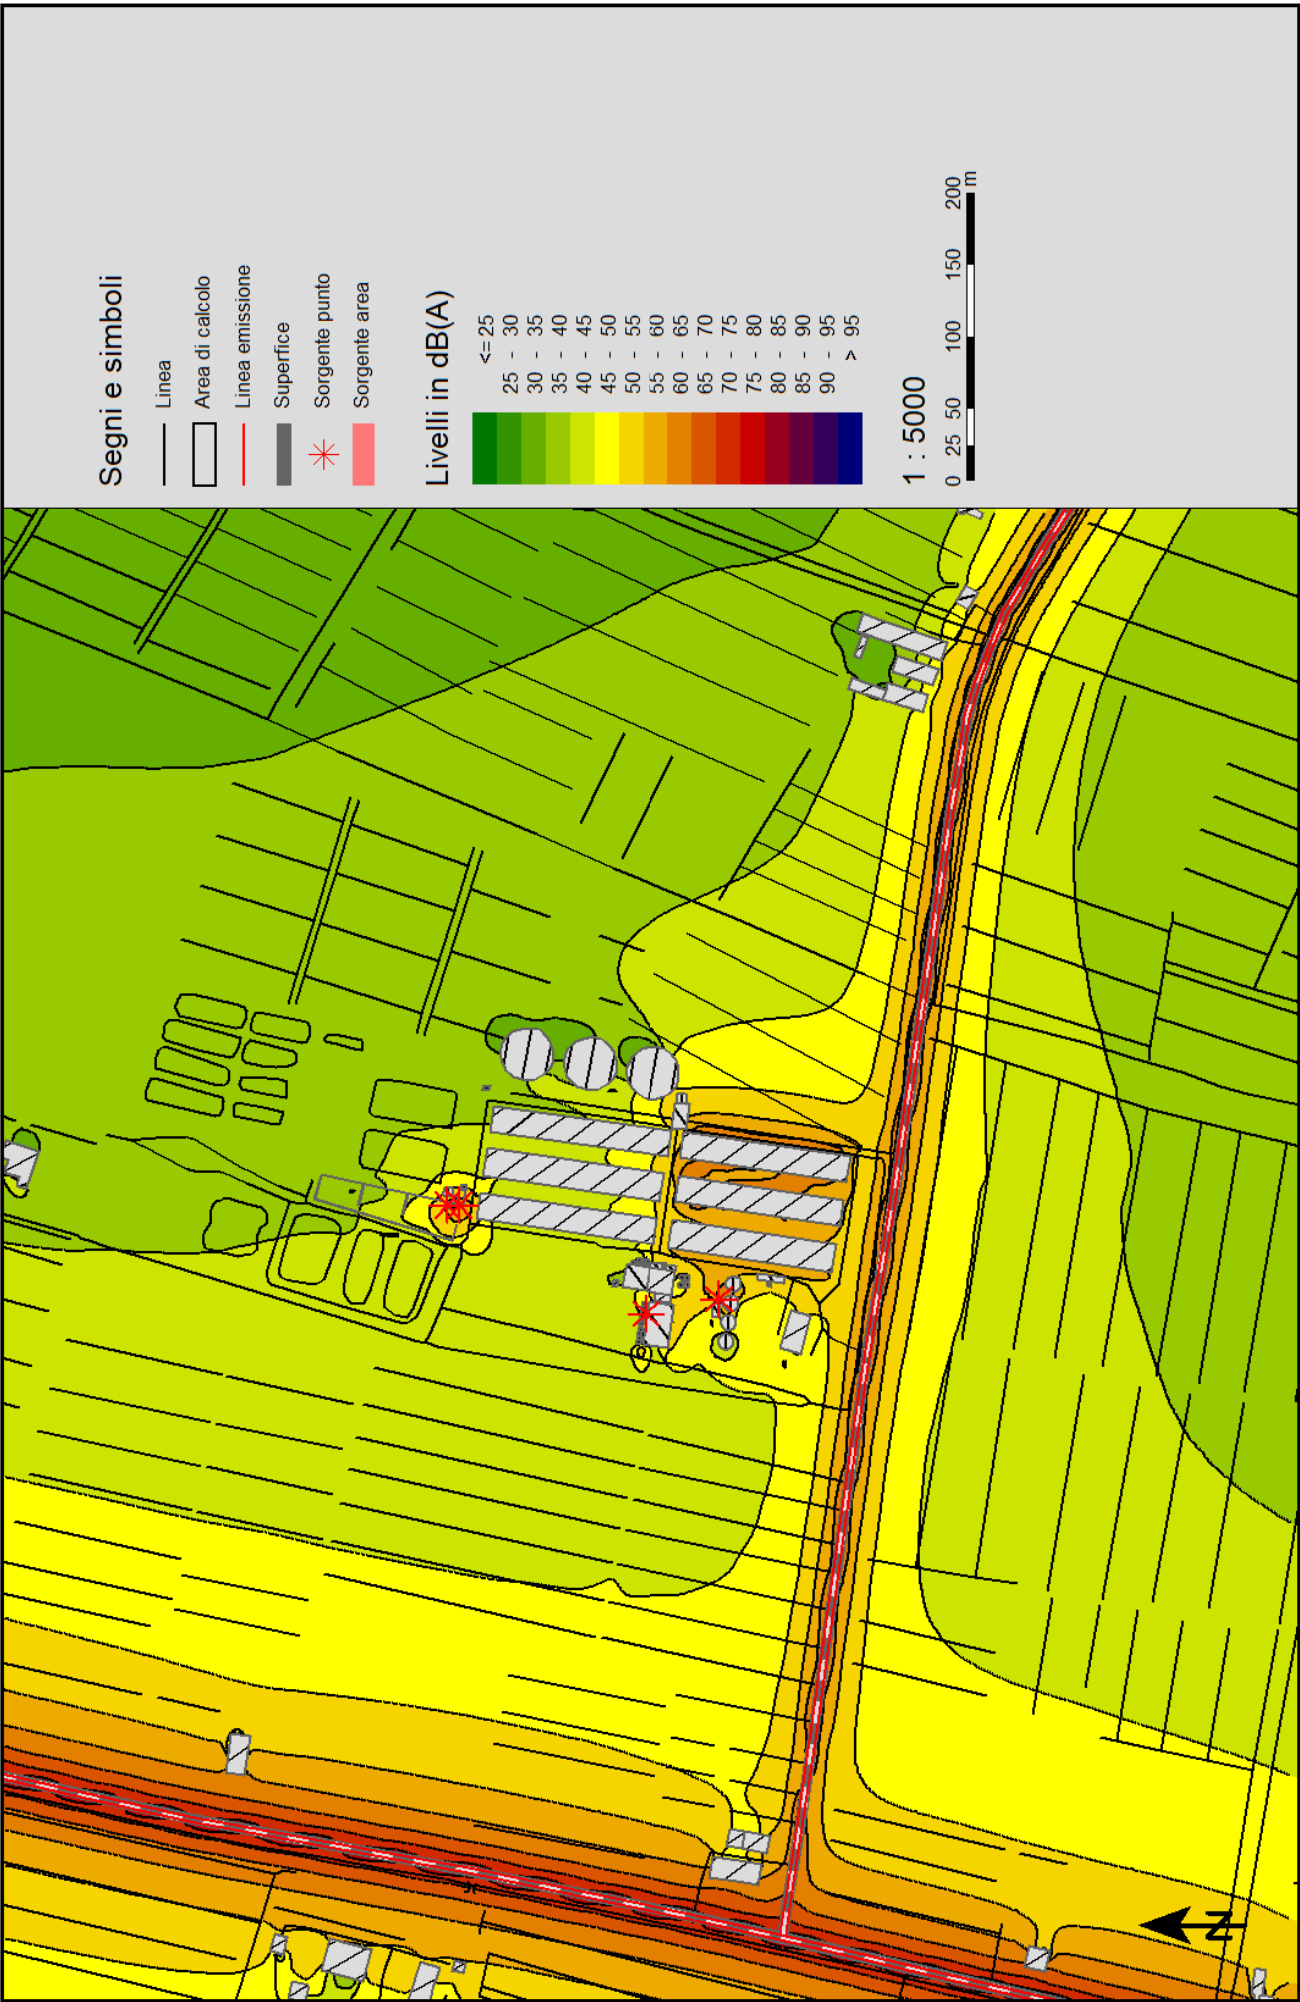 Segni e simboli
Linea
Area di calcolo
Linea emissione
Superfice
Sorgente punto
Sorgente area
Livelli in dB(A)
<= 25
25 - 30
30 - 35
35 - 40
40 - 45
45 - 50
50 - 55
55 - 60
60 - 65
65 - 70
70 - 75
75 - 80
80 - 85
85 - 90
90 - 95
> 95
1 : 5000
0 25 50 100 150 200
m
N